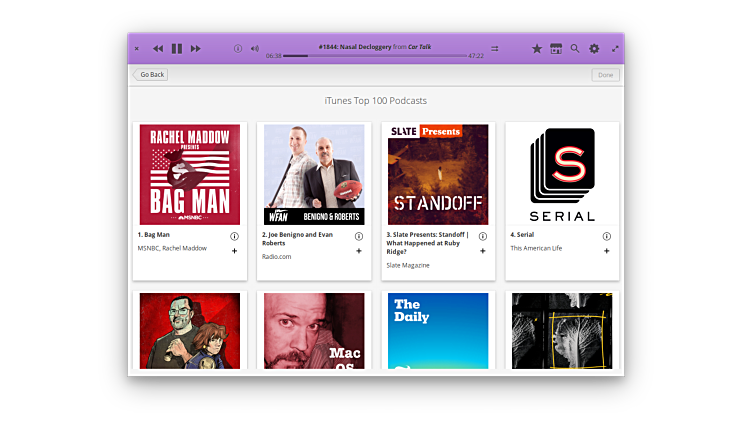 #1844: Nasal Decloggery from Car Talk
06:38
47:22
Go Back
Done
iTunes Top 100 Podcasts
RACHEL MADDOW
PRESENTS
BAG MAN
MSNBC
WFAN
BENIGNO & ROBERTS
SLATE Presents
STANDOFF
S
SERIAL
1. Bag Man
MSNBC, Rachel Maddow
2. Joe Benigno and Evan
Roberts
Radio.com
3. Slate Presents: Standoff |
What Happened at Ruby
Ridge?
Slate Magazine
4. Serial
This American Life
Mac
OS
The
Daily